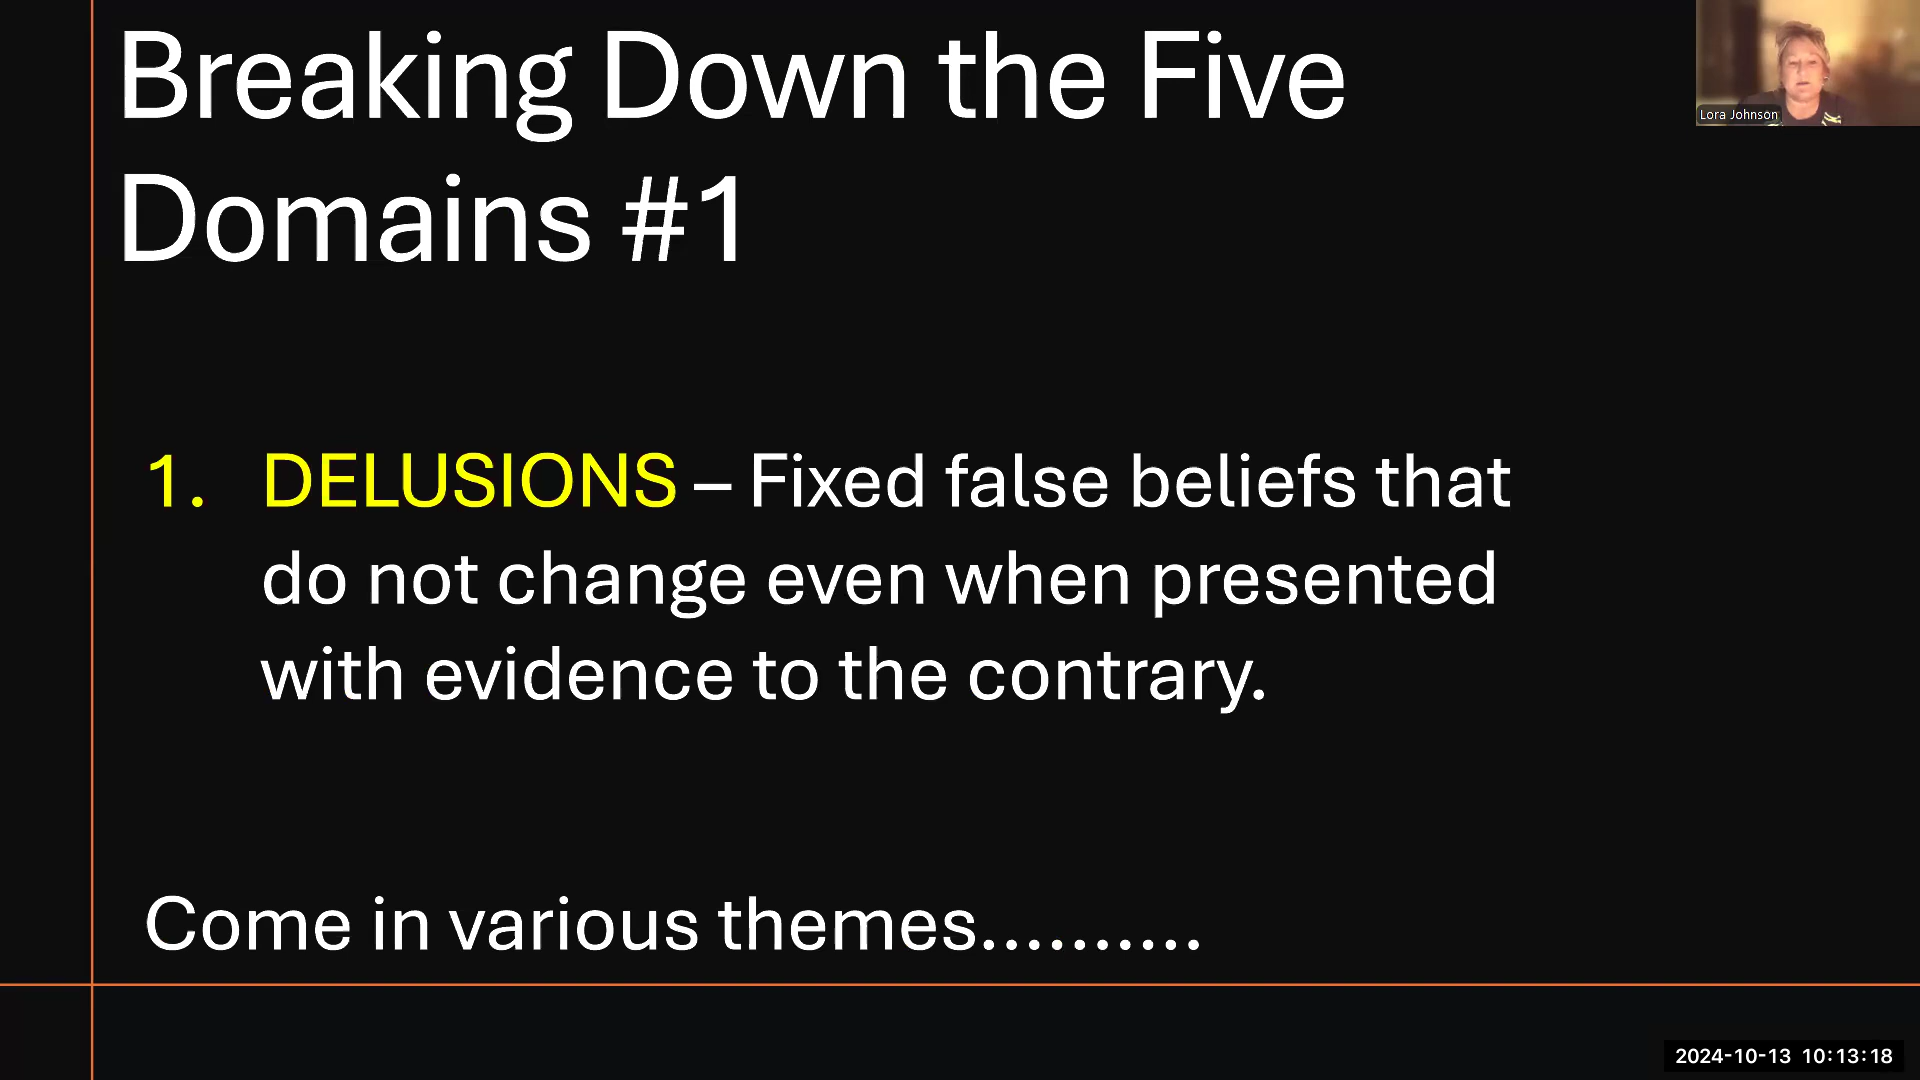 Breaking Down the Five
Domains #1
Lora Johnson
1. DELUSIONS – Fixed false beliefs that
do not change even when presented
with evidence to the contrary.
Come in various themes..........
2024-10-13 10:13:18